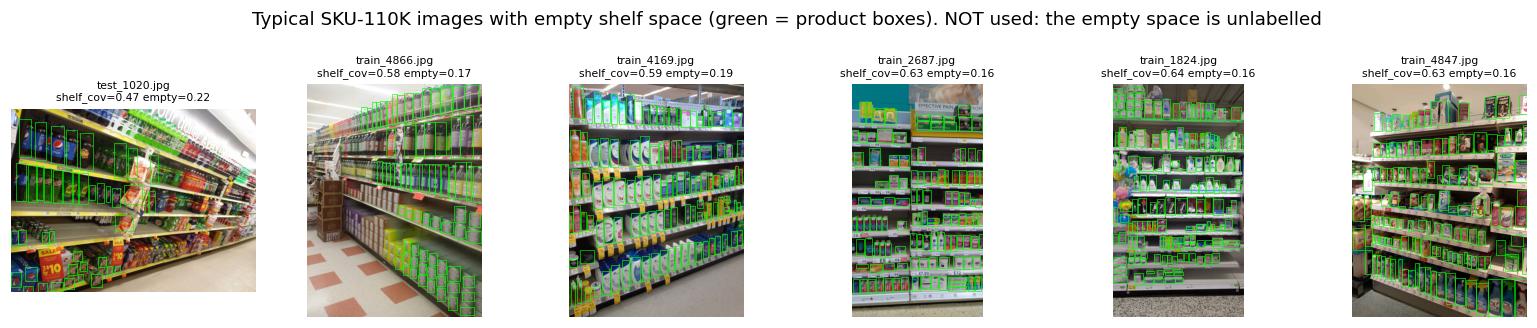 Typical SKU-110K images with empty shelf space (green = product boxes). NOT used: the empty space is unlabelled
test_1020.jpg
shelf_cov=0.47 empty=0.22
train_4866.jpg
shelf_cov=0.58 empty=0.17
train_4169.jpg
shelf_cov=0.59 empty=0.19
train_2687.jpg
shelf_cov=0.63 empty=0.16
train_1824.jpg
shelf_cov=0.64 empty=0.16
train_4847.jpg
shelf_cov=0.63 empty=0.16
EFFECTIVE PAIN